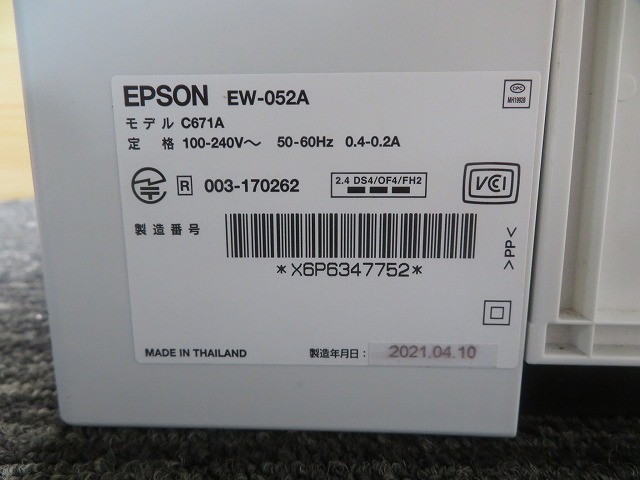 EPSON EW-052A
CPC
モデル C671A
定 格 100-240V～ 50-60Hz 0.4-0.2A
R 003-170262
2.4 DS4/OF4/FH2
VCI
製造番号
*X6P6347752*
>PP<
MADE IN THAILAND
製造年月日: 2021.04.10